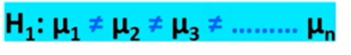 H₁: μ₁ ≠ μ₂ ≠ μ₃ ≠ ......... μₙ